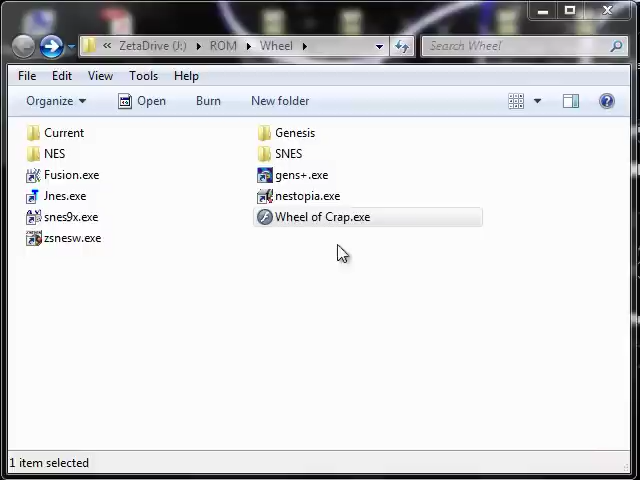 ZetaDrive (J:) ROM Wheel Search Wheel
File Edit View Tools Help
Organize Open Burn New folder
Current Genesis
NES SNES
Fusion.exe gens+.exe
Jnes.exe nestopia.exe
snes9x.exe Wheel of Crap.exe
zsnesw.exe
1 item selected